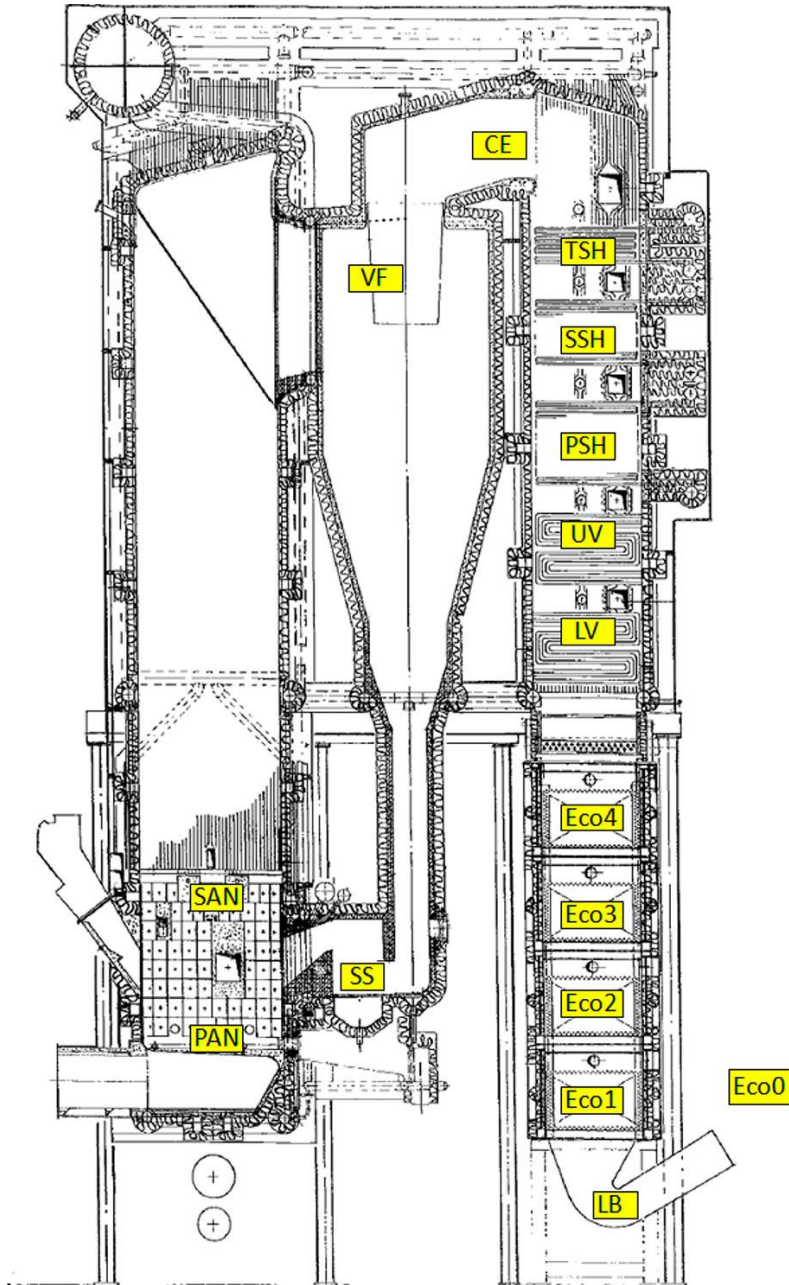 CE
VF
TSH
SSH
PSH
UV
LV
Eco4
SAN
Eco3
SS
Eco2
PAN
Eco0
Eco1
LB